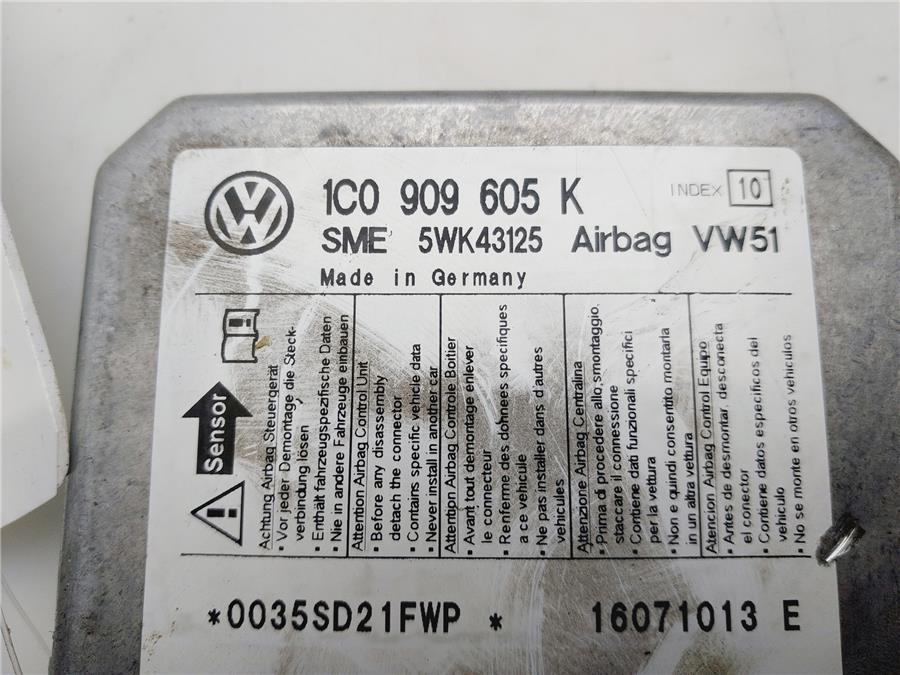 1C0 909 605 K
INDEX 10
SME 5WK43125 Airbag VW51
Made in Germany
Sensor
Achtung Airbag Steuergerät
• Vor jeder Demontage die Steck-
verbindung lösen
• Enthält fahrzeugspezifische Daten
• Nie in andere Fahrzeuge einbauen
Attention Airbag Control Unit
• Before any disassembly
detach the connector
• Contains specific vehicle data
• Never install in another car
Attention Airbag Controle Boitier
• Avant tout demontage enlever
le connecteur
• Renferme des donnees specifiques
a ce vehicule
• Ne pas installer dans d'autres
vehicules
Attenzione Airbag Centralina
• Prima di procedere allo smontaggio,
staccare il connessione
• Contiene dati funzionali specifici
per la vettura
• Non e quindi consentito montarla
in un altra vettura
Atencion Airbag Control Equipo
• Antes de desmontar, desconecta
el conector
• Contiene datos especificos del
vehiculo
• No se monte en otros vehiculos
*0035SD21FWP *
16071013 E